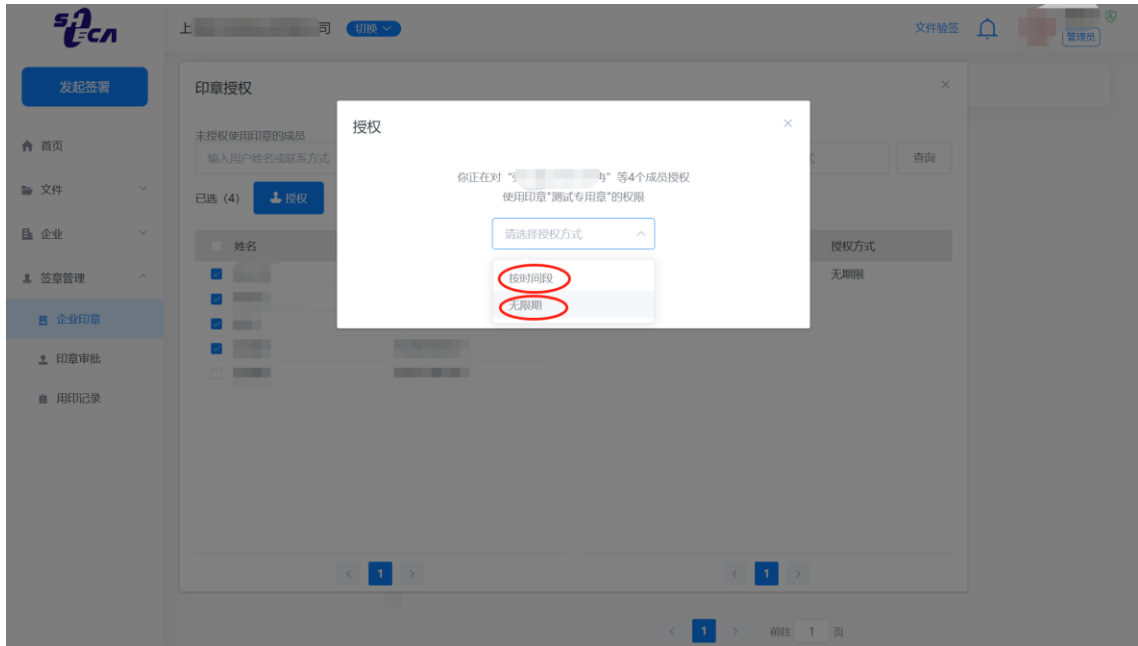 SHECA
上 司 切换
文件验签
管理员
发起签署
首页
文件
企业
签章管理
企业印章
印章审批
用印记录
印章授权
未授权使用印章的成员
输入用户姓名或联系方式
查询
已选（4） 授权
姓名
授权方式
无期限
授权
你正在对 " 冉" 等4个成员授权
使用印章"测试专用章"的权限
请选择授权方式
按时间段
无限期
1
1
1 前往 1 页